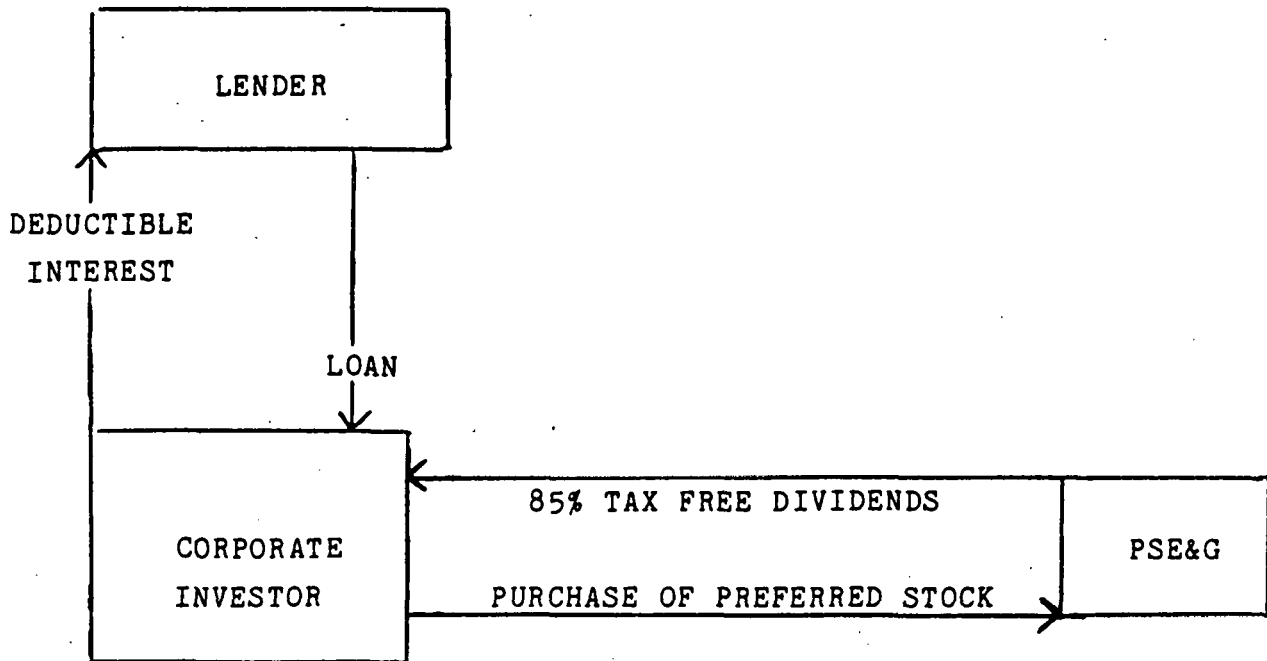 LENDER
DEDUCTIBLE
INTEREST
LOAN
85% TAX FREE DIVIDENDS
CORPORATE
INVESTOR
PSE&G
PURCHASE OF PREFERRED STOCK